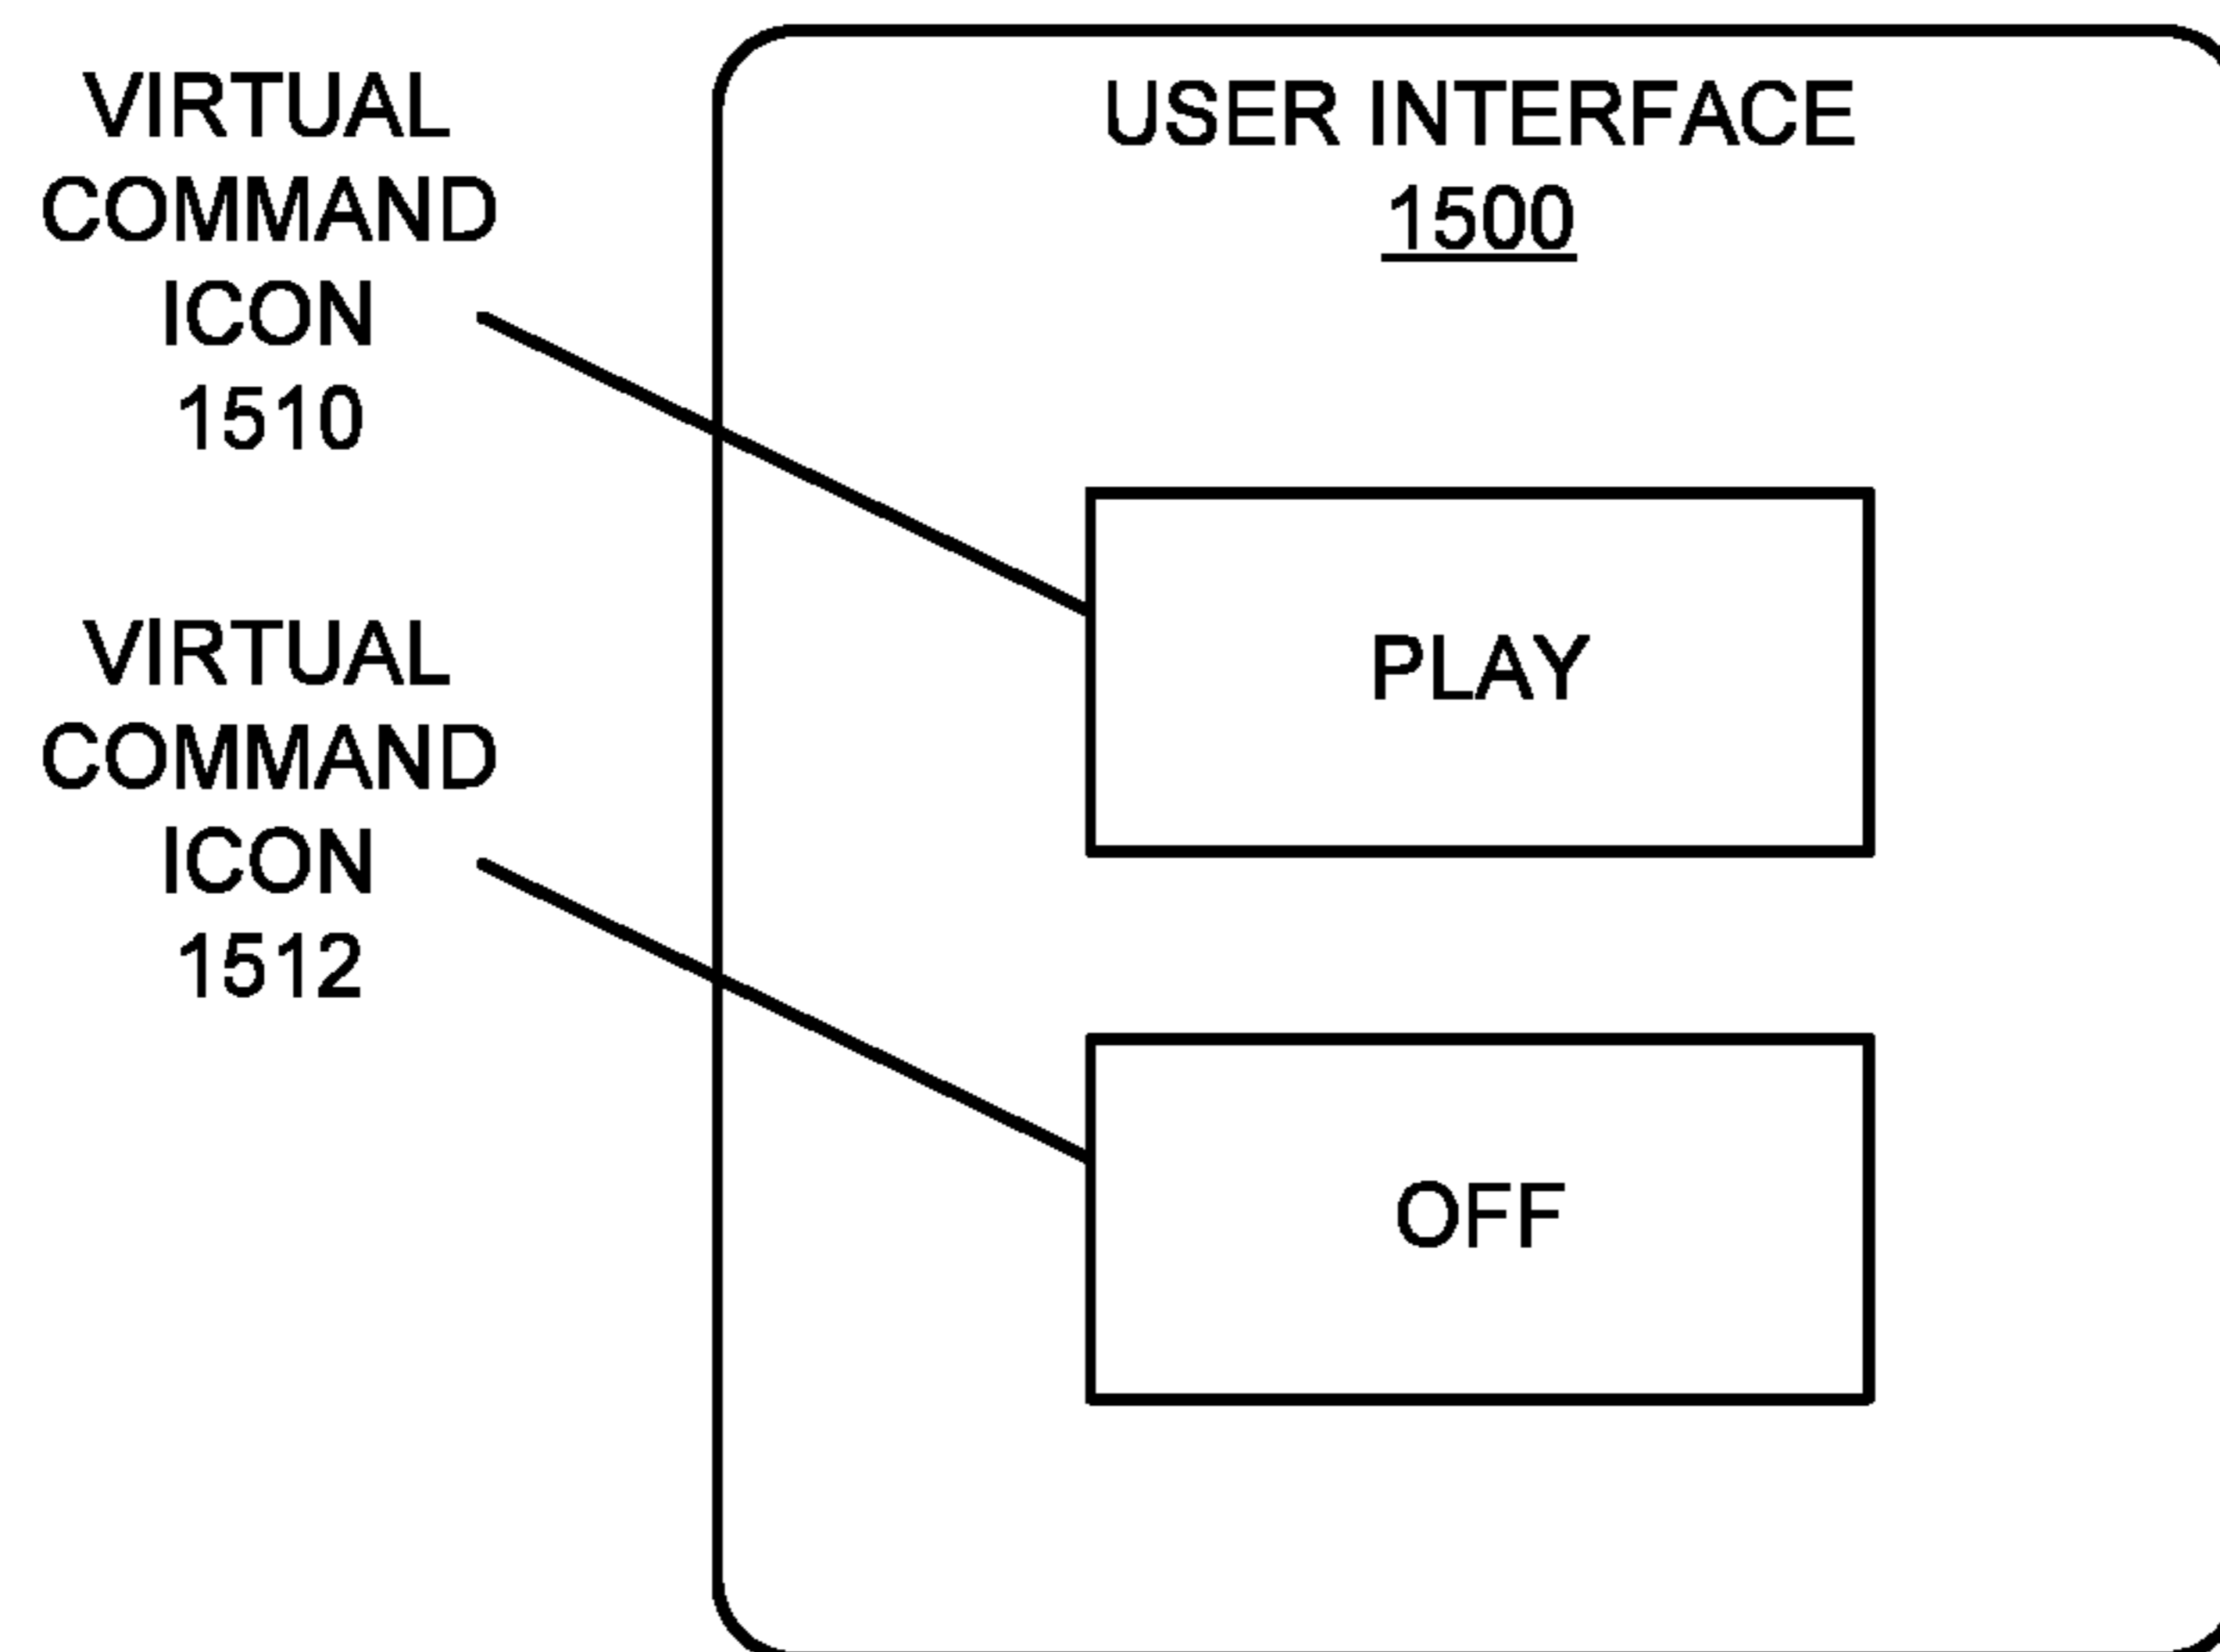 VIRTUAL
COMMAND
ICON
1510
VIRTUAL
COMMAND
ICON
1512
USER INTERFACE
1500
PLAY
OFF